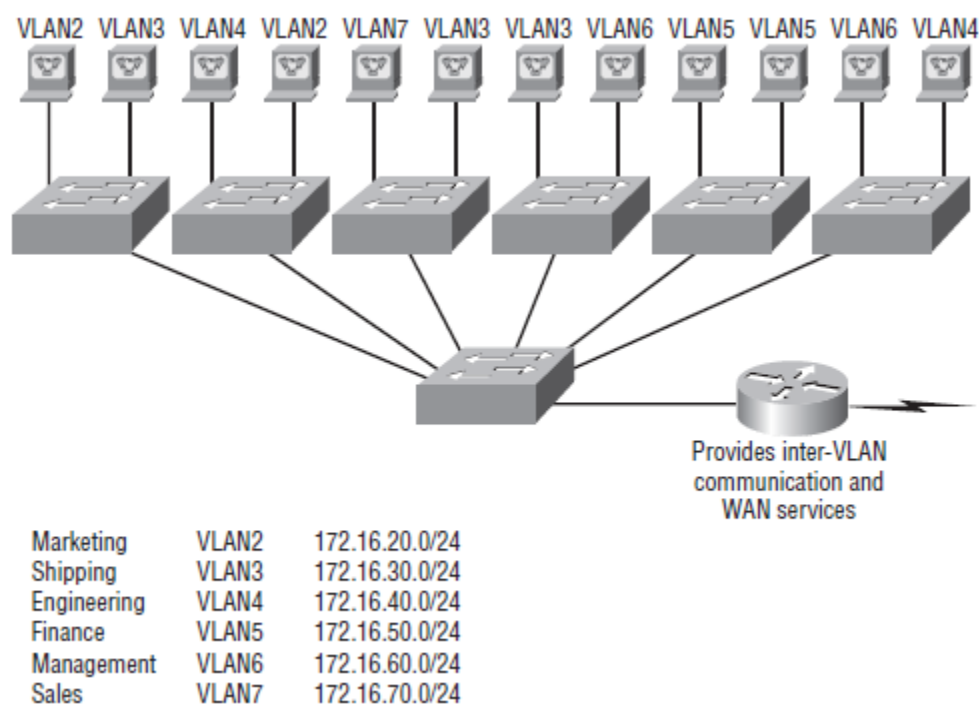 VLAN2 VLAN3 VLAN4 VLAN2 VLAN7 VLAN3 VLAN3 VLAN6 VLAN5 VLAN5 VLAN6 VLAN4
Provides inter-VLAN
communication and
WAN services
Marketing VLAN2 172.16.20.0/24
Shipping VLAN3 172.16.30.0/24
Engineering VLAN4 172.16.40.0/24
Finance VLAN5 172.16.50.0/24
Management VLAN6 172.16.60.0/24
Sales VLAN7 172.16.70.0/24